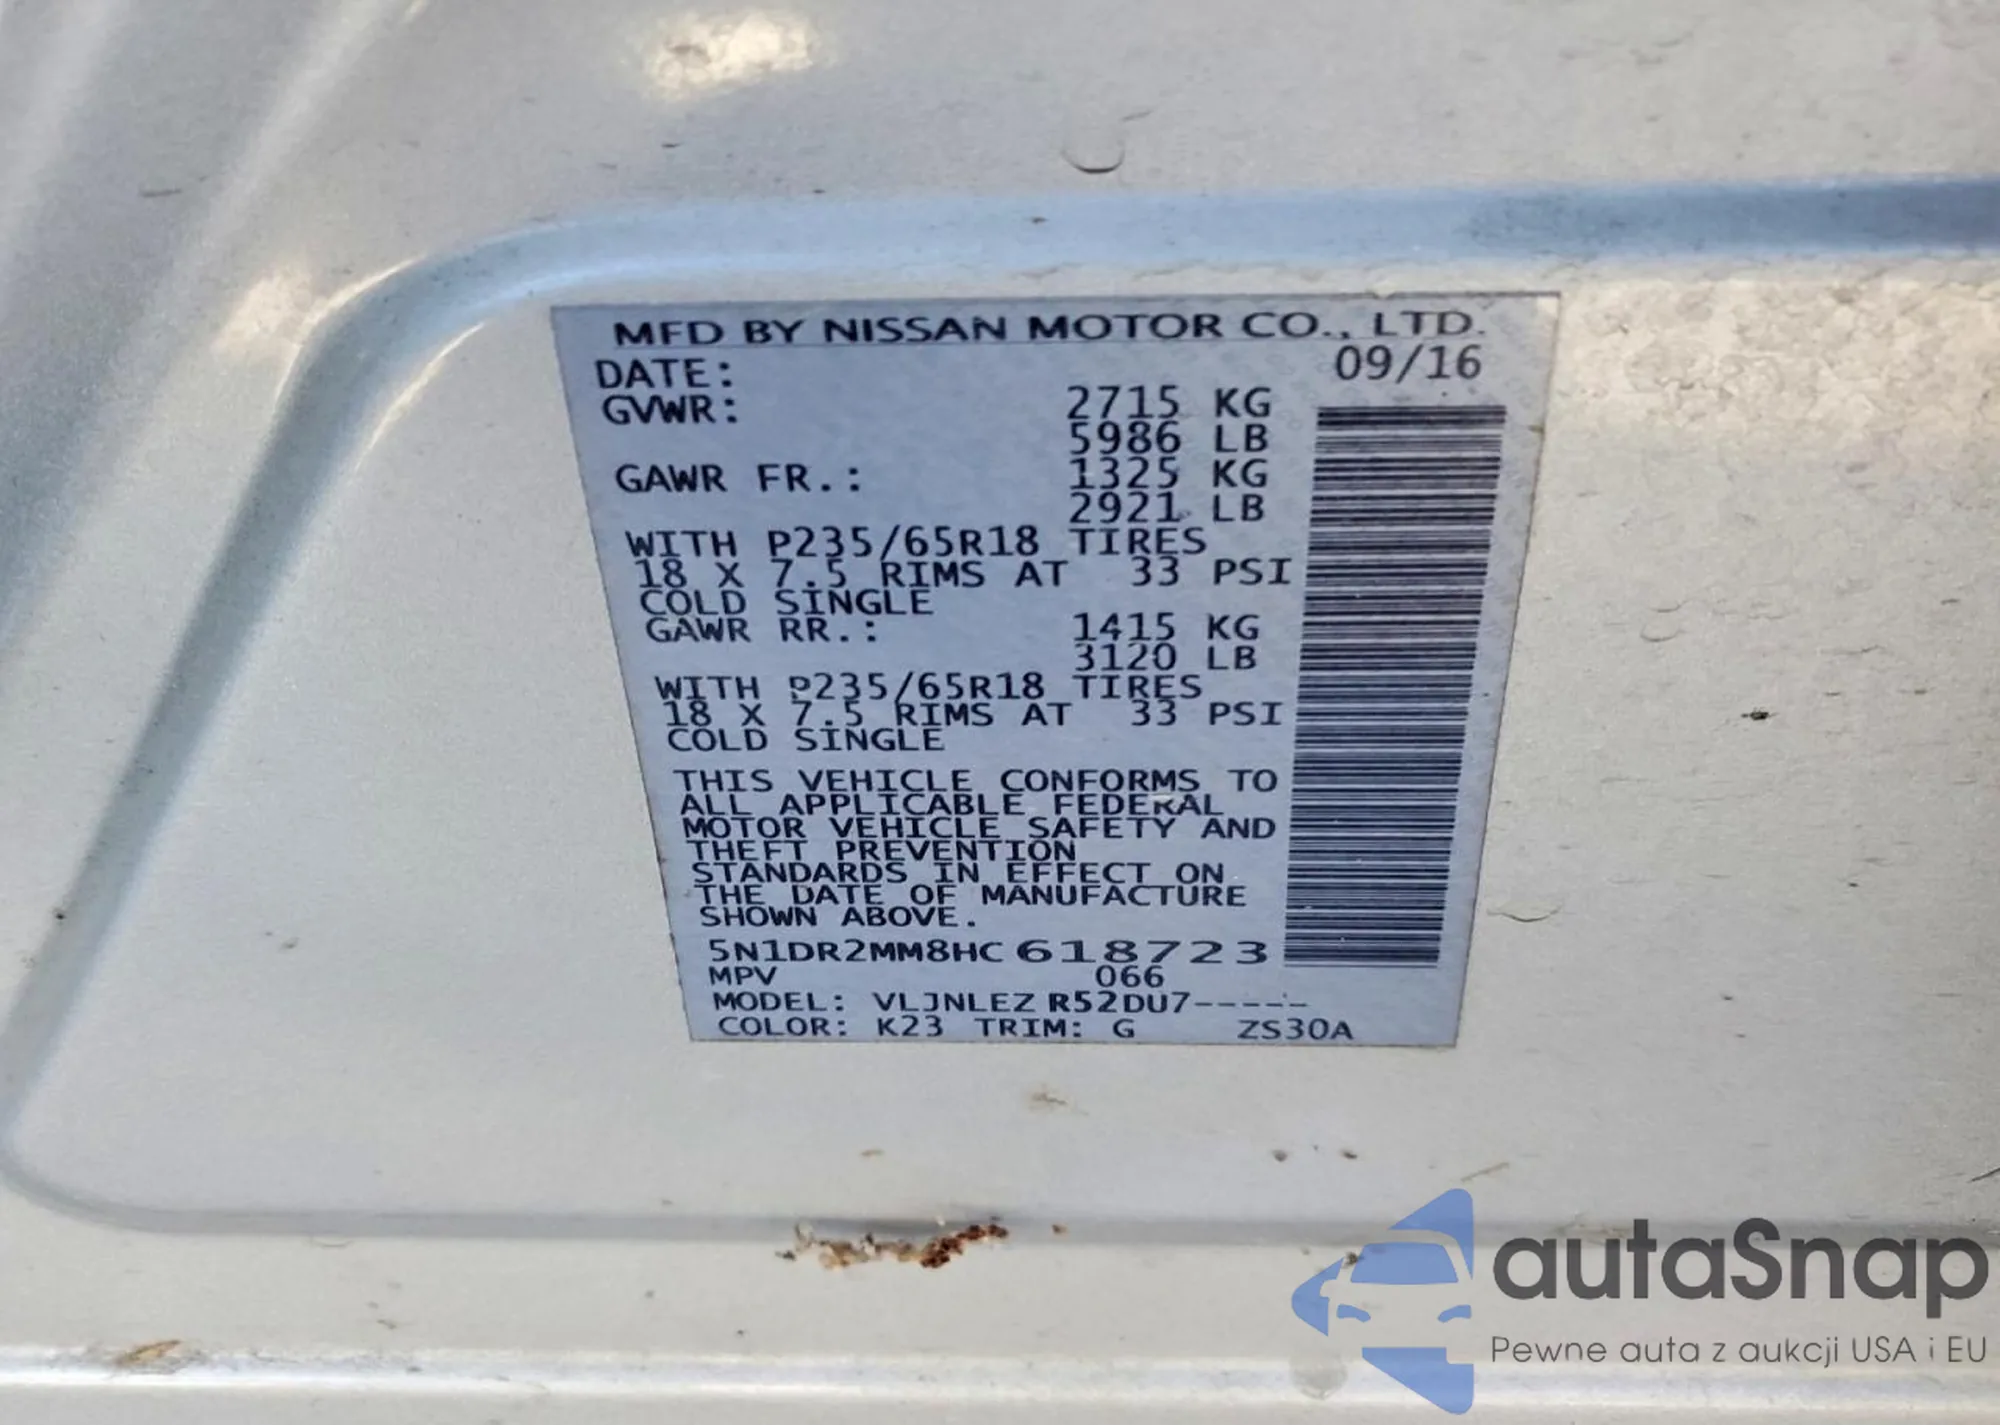 MFD BY NISSAN MOTOR CO., LTD.
DATE: 09/16
GVWR: 2715 KG
5986 LB
GAWR FR.: 1325 KG
2921 LB
WITH P235/65R18 TIRES
18 X 7.5 RIMS AT 33 PSI
COLD SINGLE
GAWR RR.: 1415 KG
3120 LB
WITH P235/65R18 TIRES
18 X 7.5 RIMS AT 33 PSI
COLD SINGLE
THIS VEHICLE CONFORMS TO
ALL APPLICABLE FEDERAL
MOTOR VEHICLE SAFETY AND
THEFT PREVENTION
STANDARDS IN EFFECT ON
THE DATE OF MANUFACTURE
SHOWN ABOVE.
5N1DR2MM8HC618723
MPV 066
MODEL: VLJNLEZ R52DU7-----
COLOR: K23 TRIM: G ZS30A
autaSnap
Pewne auta z aukcji USA i EU